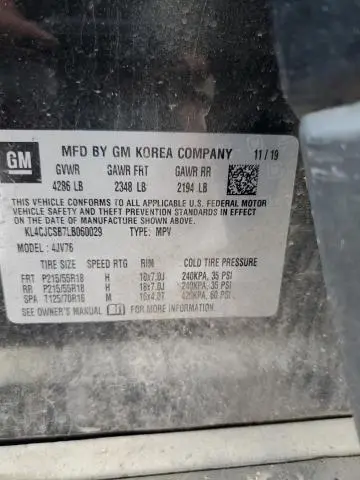 GM
MFD BY GM KOREA COMPANY 11 / 19
GVWR GAWR FRT GAWR RR
4286 LB 2348 LB 2194 LB
THIS VEHICLE CONFORMS TO ALL APPLICABLE U.S. FEDERAL MOTOR
VEHICLE SAFETY AND THEFT PREVENTION STANDARDS IN EFFECT ON THE
DATE OF MANUFACTURE SHOWN ABOVE.
KL4CJCSB7LB060029 TYPE: MPV
MODEL: 4JV76
TIRE SIZE SPEED RTG RIM COLD TIRE PRESSURE
FRT P215/55R18 H 18x7.0J 240KPA, 35 PSI
RR P215/55R18 H 18x7.0J 240KPA, 35 PSI
SPA T125/70R16 M 16x4.0T 420KPA, 60 PSI
SEE OWNER'S MANUAL FOR MORE INFORMATION